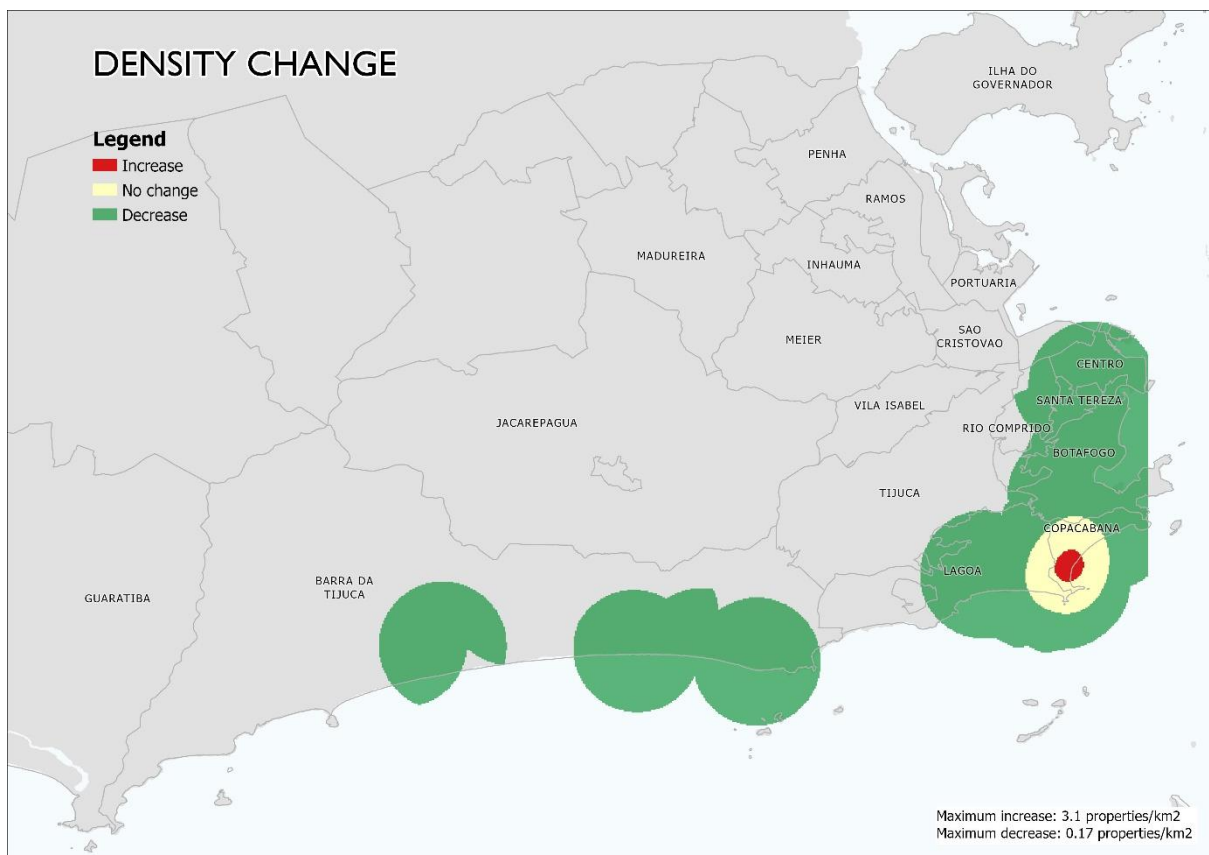 DENSITY CHANGE
Legend
Increase
No change
Decrease
ILHA DO
GOVERNADOR
PENHA
RAMOS
MADUREIRA
INHAUMA
PORTUARIA
SAO
CRISTOVAO
MEIER
CENTRO
SANTA TEREZA
VILA ISABEL
RIO COMPRIDO
JACAREPAGUA
BOTAFOGO
TIJUCA
COPACABANA
LAGOA
BARRA DA
TIJUCA
GUARATIBA
Maximum increase: 3.1 properties/km2
Maximum decrease: 0.17 properties/km2